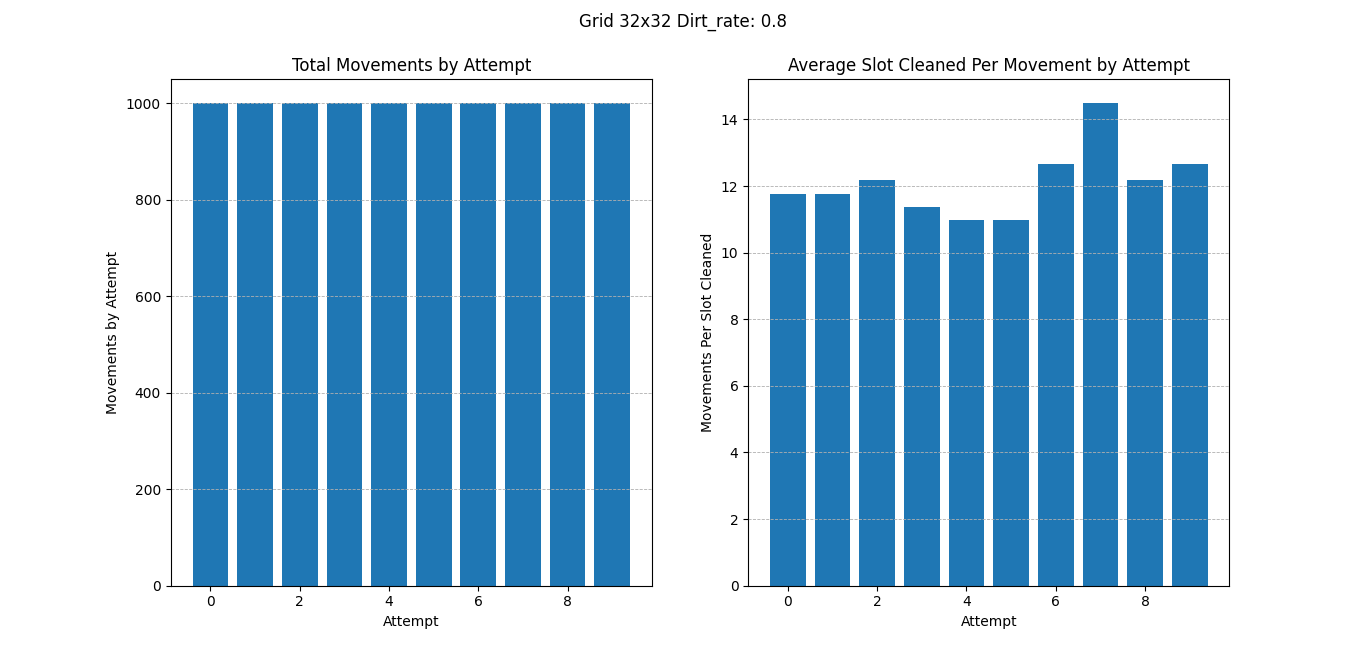 Grid 32x32 Dirt_rate: 0.8
Total Movements by Attempt
Movements by Attempt
1000
800
600
400
200
0
0 2 4 6 8
Attempt
Average Slot Cleaned Per Movement by Attempt
Movements Per Slot Cleaned
14
12
10
8
6
4
2
0
0 2 4 6 8
Attempt